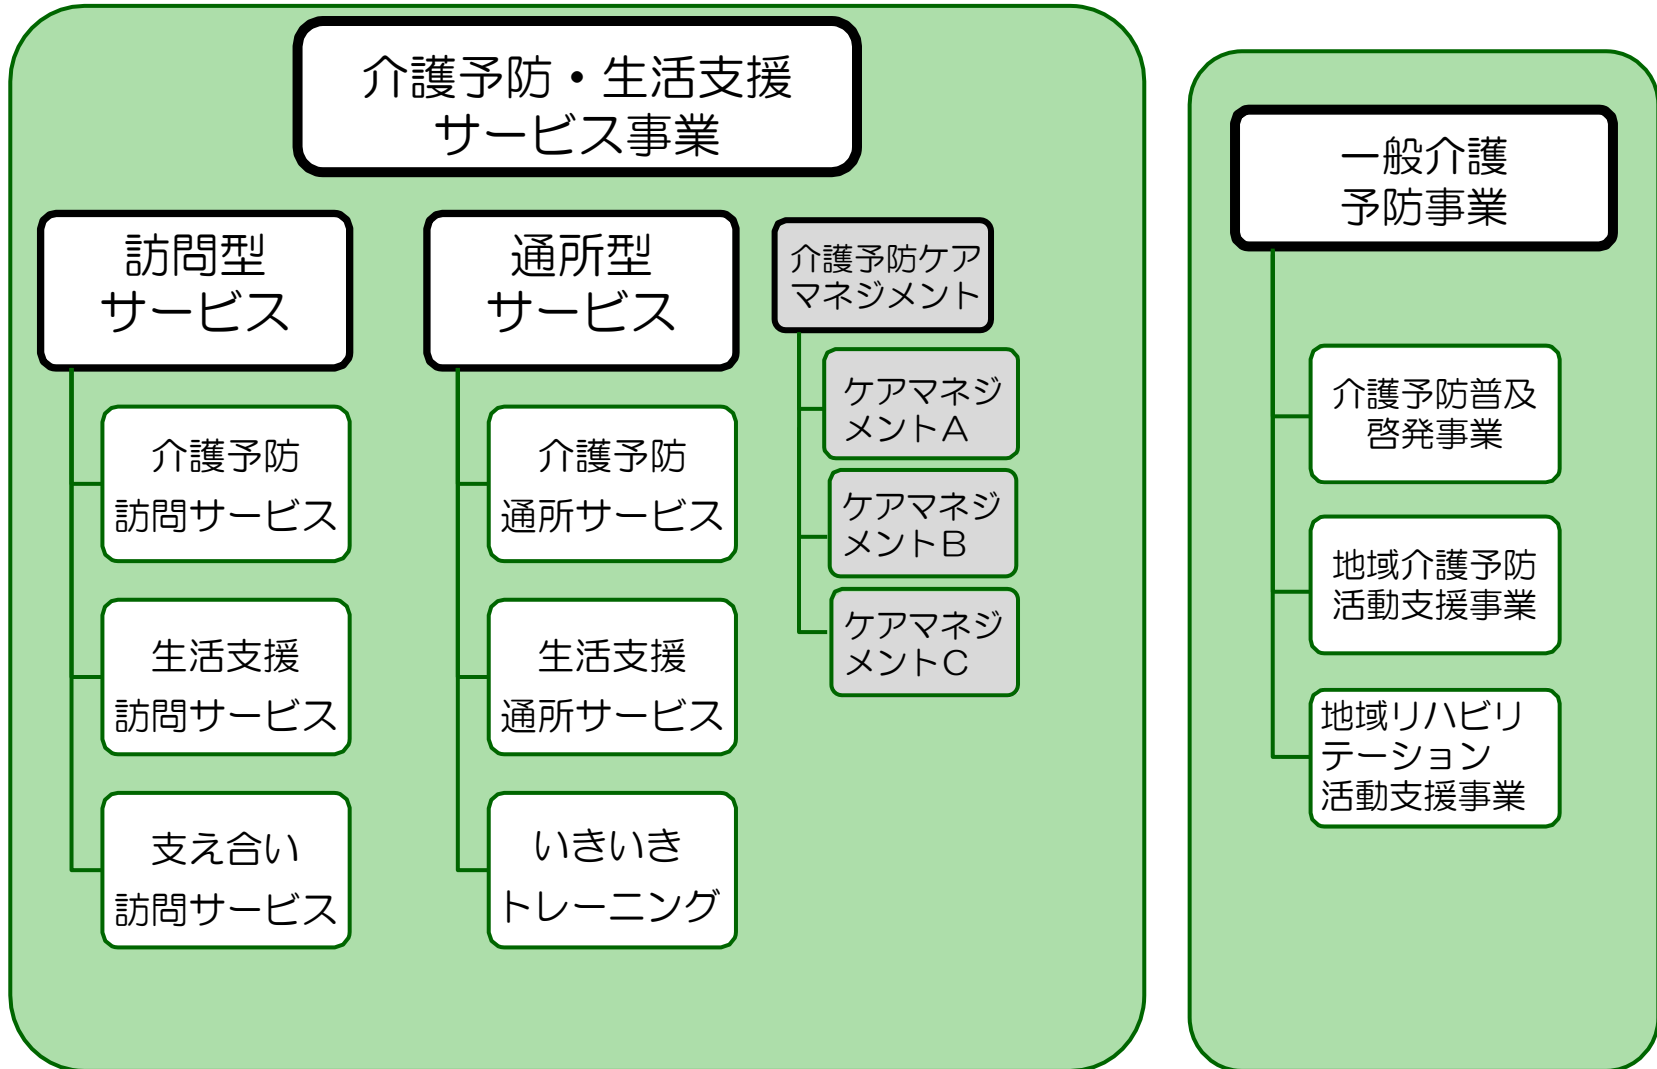 介護予防・生活支援
サービス事業
訪問型
サービス
介護予防
訪問サービス
生活支援
訪問サービス
支え合い
訪問サービス
通所型
サービス
介護予防
通所サービス
生活支援
通所サービス
いきいき
トレーニング
介護予防ケア
マネジメント
ケアマネジ
メントA
ケアマネジ
メントB
ケアマネジ
メントC
一般介護
予防事業
介護予防普及
啓発事業
地域介護予防
活動支援事業
地域リハビリ
テーション
活動支援事業